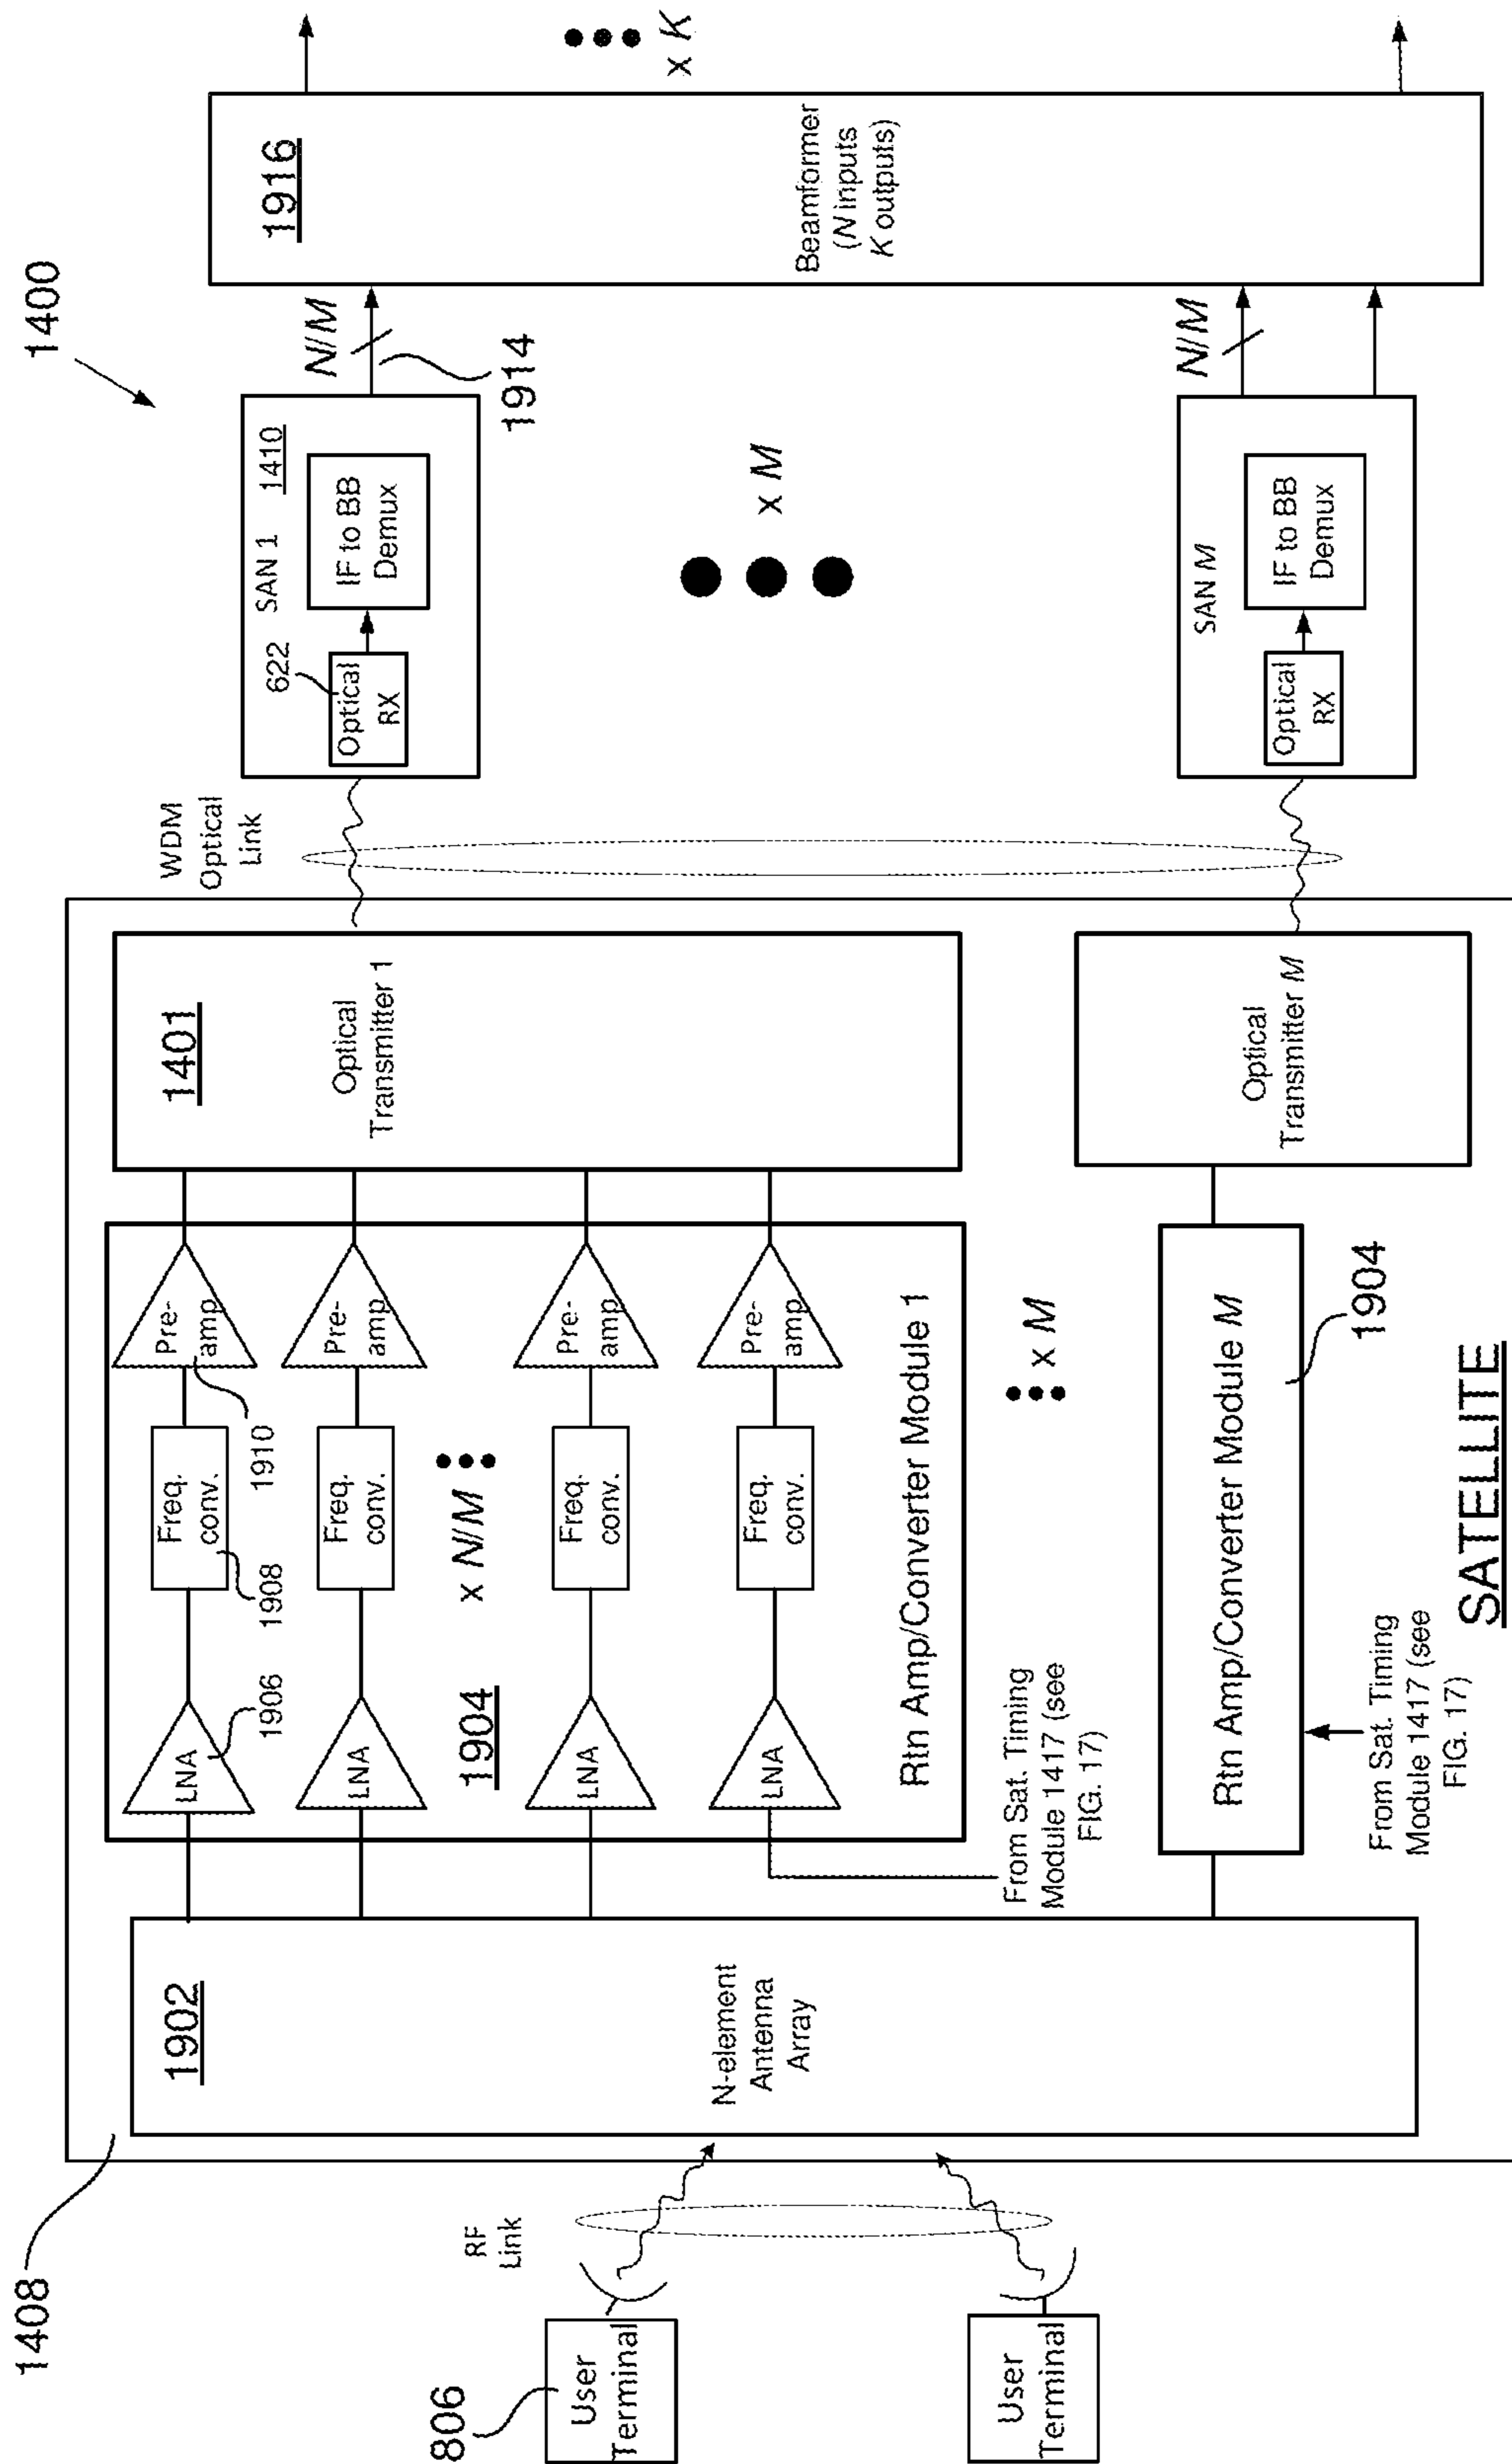 1400
1408
806
User
Terminal
User
Terminal
RF
Link
1902
N-element
Antenna
Array
LNA
1906
Freq.
conv.
1908
Pre-
amp
1910
LNA
Freq.
conv.
Pre-
amp
1904
x N/M
LNA
Freq.
conv.
Pre-
amp
LNA
Freq.
conv.
Pre-
amp
Rtn Amp/Converter Module 1
From Sat. Timing
Module 1417 (see
FIG. 17)
x M
Rtn Amp/Converter Module M
1904
From Sat. Timing
Module 1417 (see
FIG. 17)
SATELLITE
1401
Optical
Transmitter 1
Optical
Transmitter M
WDM
Optical
Link
622
SAN 1
1410
Optical
RX
IF to BB
Demux
N/M
1914
x M
SAN M
Optical
RX
IF to BB
Demux
N/M
1916
Beamformer
(N inputs
K outputs)
x K